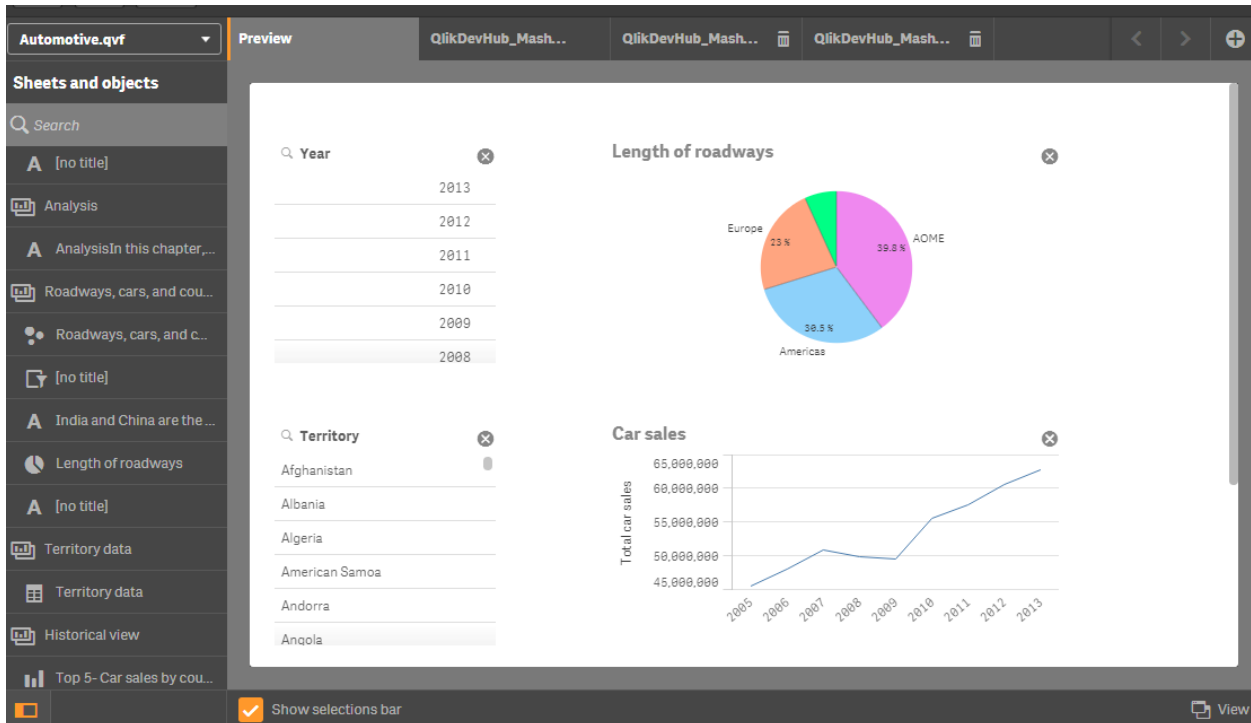 Automotive.qvf
Preview
QlikDevHub_Mash...
QlikDevHub_Mash...
QlikDevHub_Mash...
Sheets and objects
Search
[no title]
Analysis
AnalysisIn this chapter,...
Roadways, cars, and cou...
Roadways, cars, and c...
[no title]
India and China are the ...
Length of roadways
[no title]
Territory data
Territory data
Historical view
Top 5- Car sales by cou...
Year
2013
2012
2011
2010
2009
2008
Length of roadways
Europe
23 %
39.8 %
AOME
30.5 %
Americas
Territory
Afghanistan
Albania
Algeria
American Samoa
Andorra
Angola
Car sales
Total car sales
65,000,000
60,000,000
55,000,000
50,000,000
45,000,000
2005 2006 2007 2008 2009 2010 2011 2012 2013
Show selections bar
View